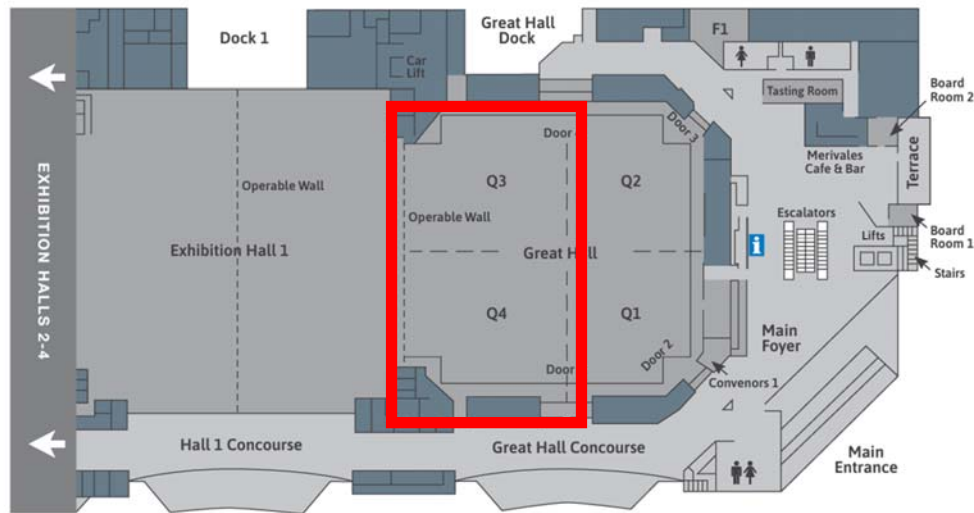 Dock 1
Great Hall
Dock
F1
Car
Lift
Tasting Room
Board
Room 2
Door
Door 3
Merivales
Cafe & Bar
Terrace
EXHIBITION HALLS 2-4
Operable Wall
Q3
Q2
Operable Wall
Escalators
Lifts
Board
Room 1
Exhibition Hall 1
Great Hall
i
Stairs
Q4
Q1
Main
Foyer
Door 2
Door
Convenors 1
Hall 1 Concourse
Great Hall Concourse
Main
Entrance